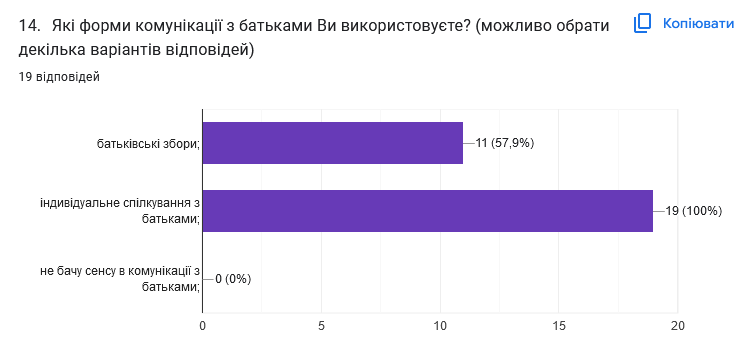 14. Які форми комунікації з батьками Ви використовуєте? (можливо обрати
декілька варіантів відповідей)
Копіювати
19 відповідей
батьківські збори;
11 (57,9%)
індивідуальне спілкування з
батьками;
19 (100%)
не бачу сенсу в комунікації з
батьками;
0 (0%)
0 5 10 15 20